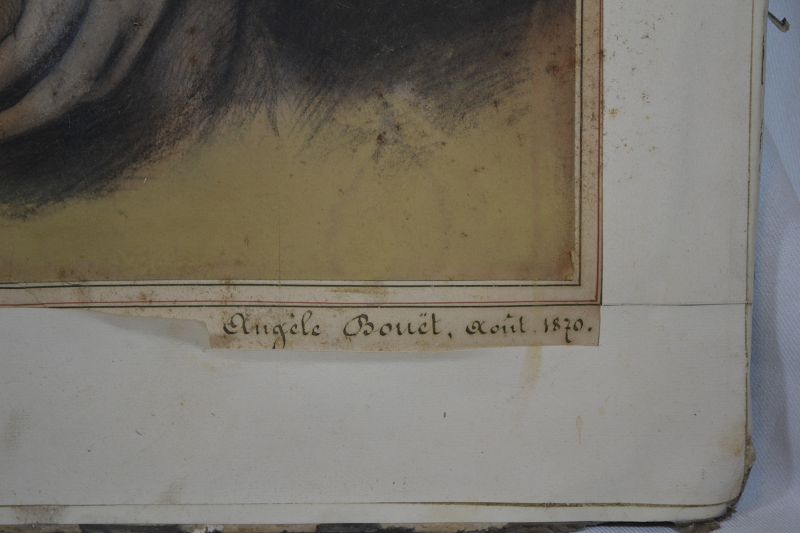 Angèle Bouët, Août. 1870.